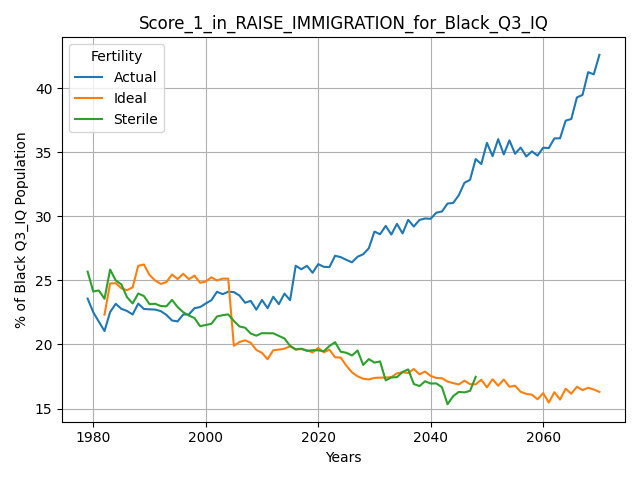 Score_1_in_RAISE_IMMIGRATION_for_Black_Q3_IQ
Fertility
Actual
Ideal
Sterile
% of Black Q3_IQ Population
40
35
30
25
20
15
1980
2000
2020
2040
2060
Years